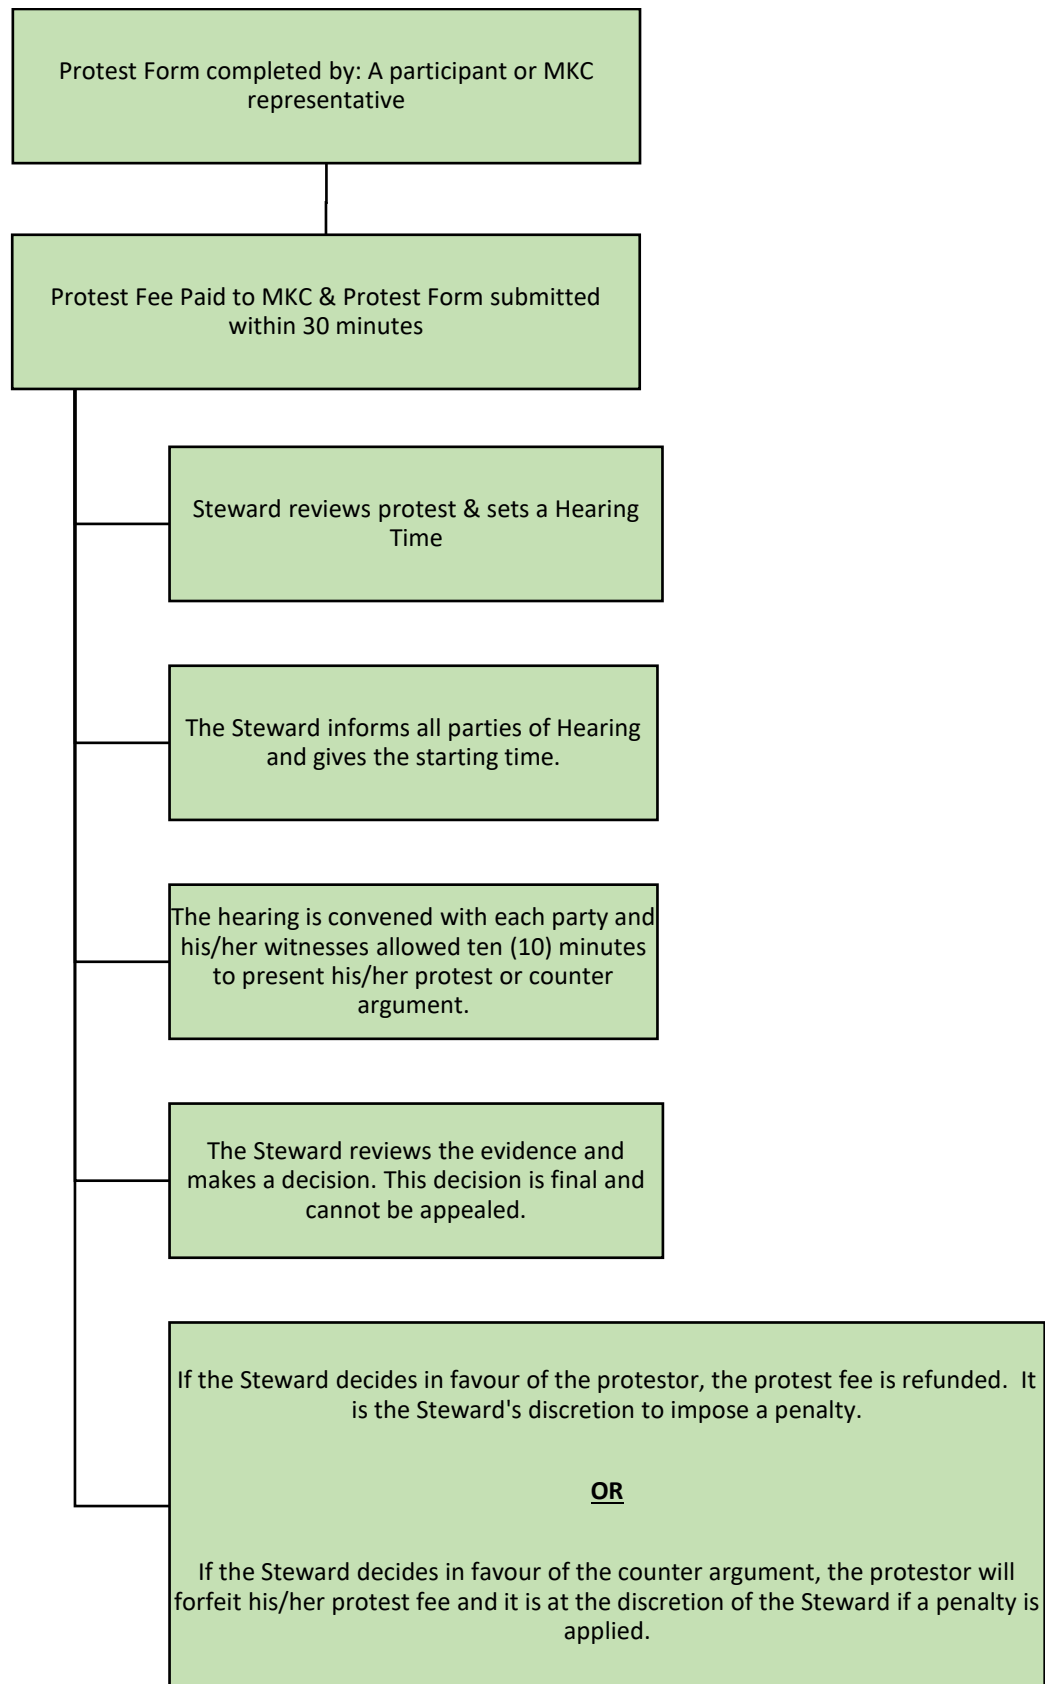 Protest Form completed by: A participant or MKC
representative
Protest Fee Paid to MKC & Protest Form submitted
within 30 minutes
Steward reviews protest & sets a Hearing
Time
The Steward informs all parties of Hearing
and gives the starting time.
The hearing is convened with each party and
his/her witnesses allowed ten (10) minutes
to present his/her protest or counter
argument.
The Steward reviews the evidence and
makes a decision. This decision is final and
cannot be appealed.
If the Steward decides in favour of the protestor, the protest fee is refunded.  It
is the Steward's discretion to impose a penalty.
OR
If the Steward decides in favour of the counter argument, the protestor will
forfeit his/her protest fee and it is at the discretion of the Steward if a penalty is
applied.